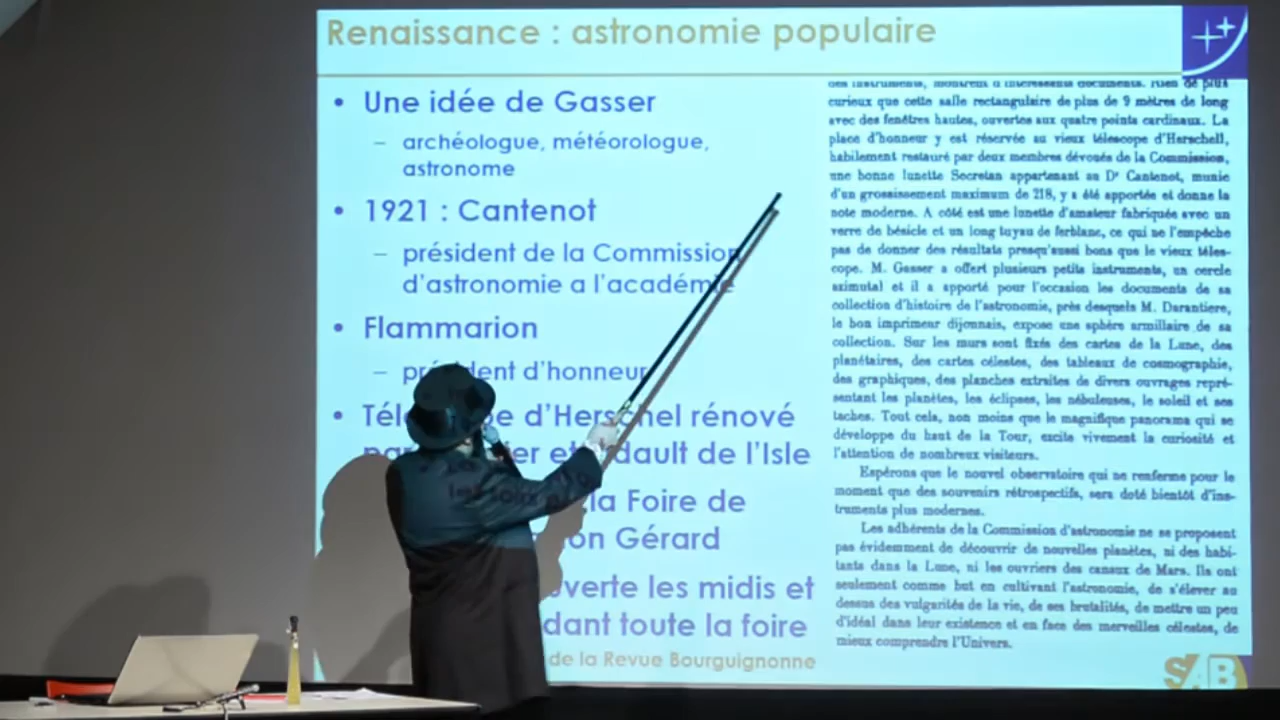 Renaissance : astronomie populaire
• Une idée de Gasser
– archéologue, météorologue,
astronome
• 1921 : Cantenot
– président de la Commission
d'astronomie a l'académie
• Flammarion
– président d'honneur
• d'Herschel rénové
et de l'Isle
la Foire de
Gérard
les midis et
toute la foire
de la Revue Bourguignonne
des instruments, montrent d'intéressants documents. Rien de plus
curieux que cette salle rectangulaire de plus de 9 mètres de long
avec des fenêtres hautes, ouvertes aux quatre points cardinaux. La
place d'honneur y est réservée au vieux télescope d'Herschell,
habilement restauré par deux membres dévoués de la Commission,
une bonne lunette Secretan appartenant au Dr Cantenot, munie
d'un grossissement maximum de 218, y a été apportée et donne la
note moderne. A côté est une lunette d'amateur fabriquée avec un
verre de bésicle et un long tuyau de ferblanc, ce qui ne l'empêche
pas de donner des résultats presqu'aussi bons que le vieux téles-
cope. M. Gasser a offert plusieurs petits instruments, un cercle
azimutal et il a apporté pour l'occasion les documents de sa
collection d'histoire de l'astronomie, près desquels M. Darantiere,
le bon imprimeur dijonnais, expose une sphère armillaire de sa
collection. Sur les murs sont fixés des cartes de la Lune, des
planétaires, des cartes célestes, des tableaux de cosmographie,
des graphiques, des planches extraites de divers ouvrages repré-
sentant les planètes, les éclipses, les nébuleuses, le soleil et ses
taches. Tout cela, non moins que le magnifique panorama qui se
développe du haut de la Tour, excite vivement la curiosité et
l'attention de nombreux visiteurs.
Espérons que le nouvel observatoire qui ne renferme pour le
moment que des souvenirs rétrospectifs, sera doté bientôt d'ins-
truments plus modernes.
Les adhérents de la Commission d'astronomie ne se proposent
pas évidemment de découvrir de nouvelles planètes, ni des habi-
tants dans la Lune, ni les ouvriers des canaux de Mars. Ils ont
seulement comme but en cultivant l'astronomie, de s'élever au
dessus des vulgarités de la vie, de ses brutalités, de mettre un peu
d'idéal dans leur existence et en face des merveilles célestes, de
mieux comprendre l'Univers.
SAB